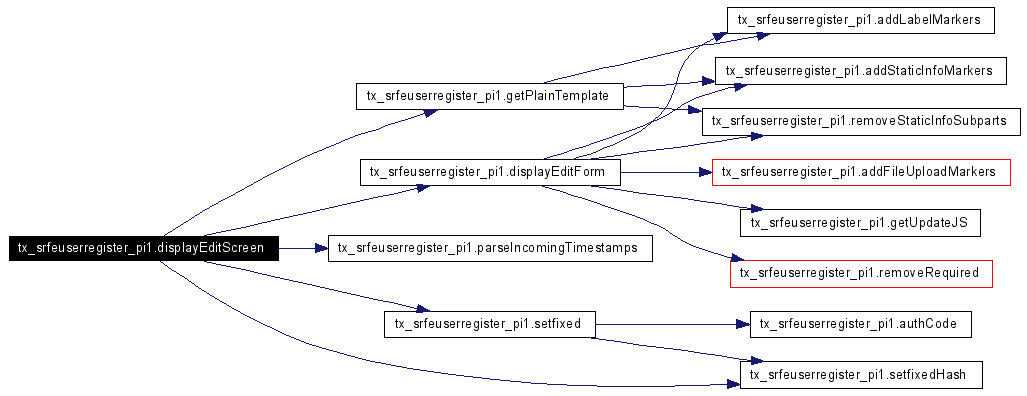 tx_srfeuserregister_pi1.addLabelMarkers
tx_srfeuserregister_pi1.addStaticInfoMarkers
tx_srfeuserregister_pi1.getPlainTemplate
tx_srfeuserregister_pi1.removeStaticInfoSubparts
tx_srfeuserregister_pi1.displayEditForm
tx_srfeuserregister_pi1.addFileUploadMarkers
tx_srfeuserregister_pi1.getUpdateJS
tx_srfeuserregister_pi1.displayEditScreen
tx_srfeuserregister_pi1.parseIncomingTimestamps
tx_srfeuserregister_pi1.removeRequired
tx_srfeuserregister_pi1.setfixed
tx_srfeuserregister_pi1.authCode
tx_srfeuserregister_pi1.setfixedHash